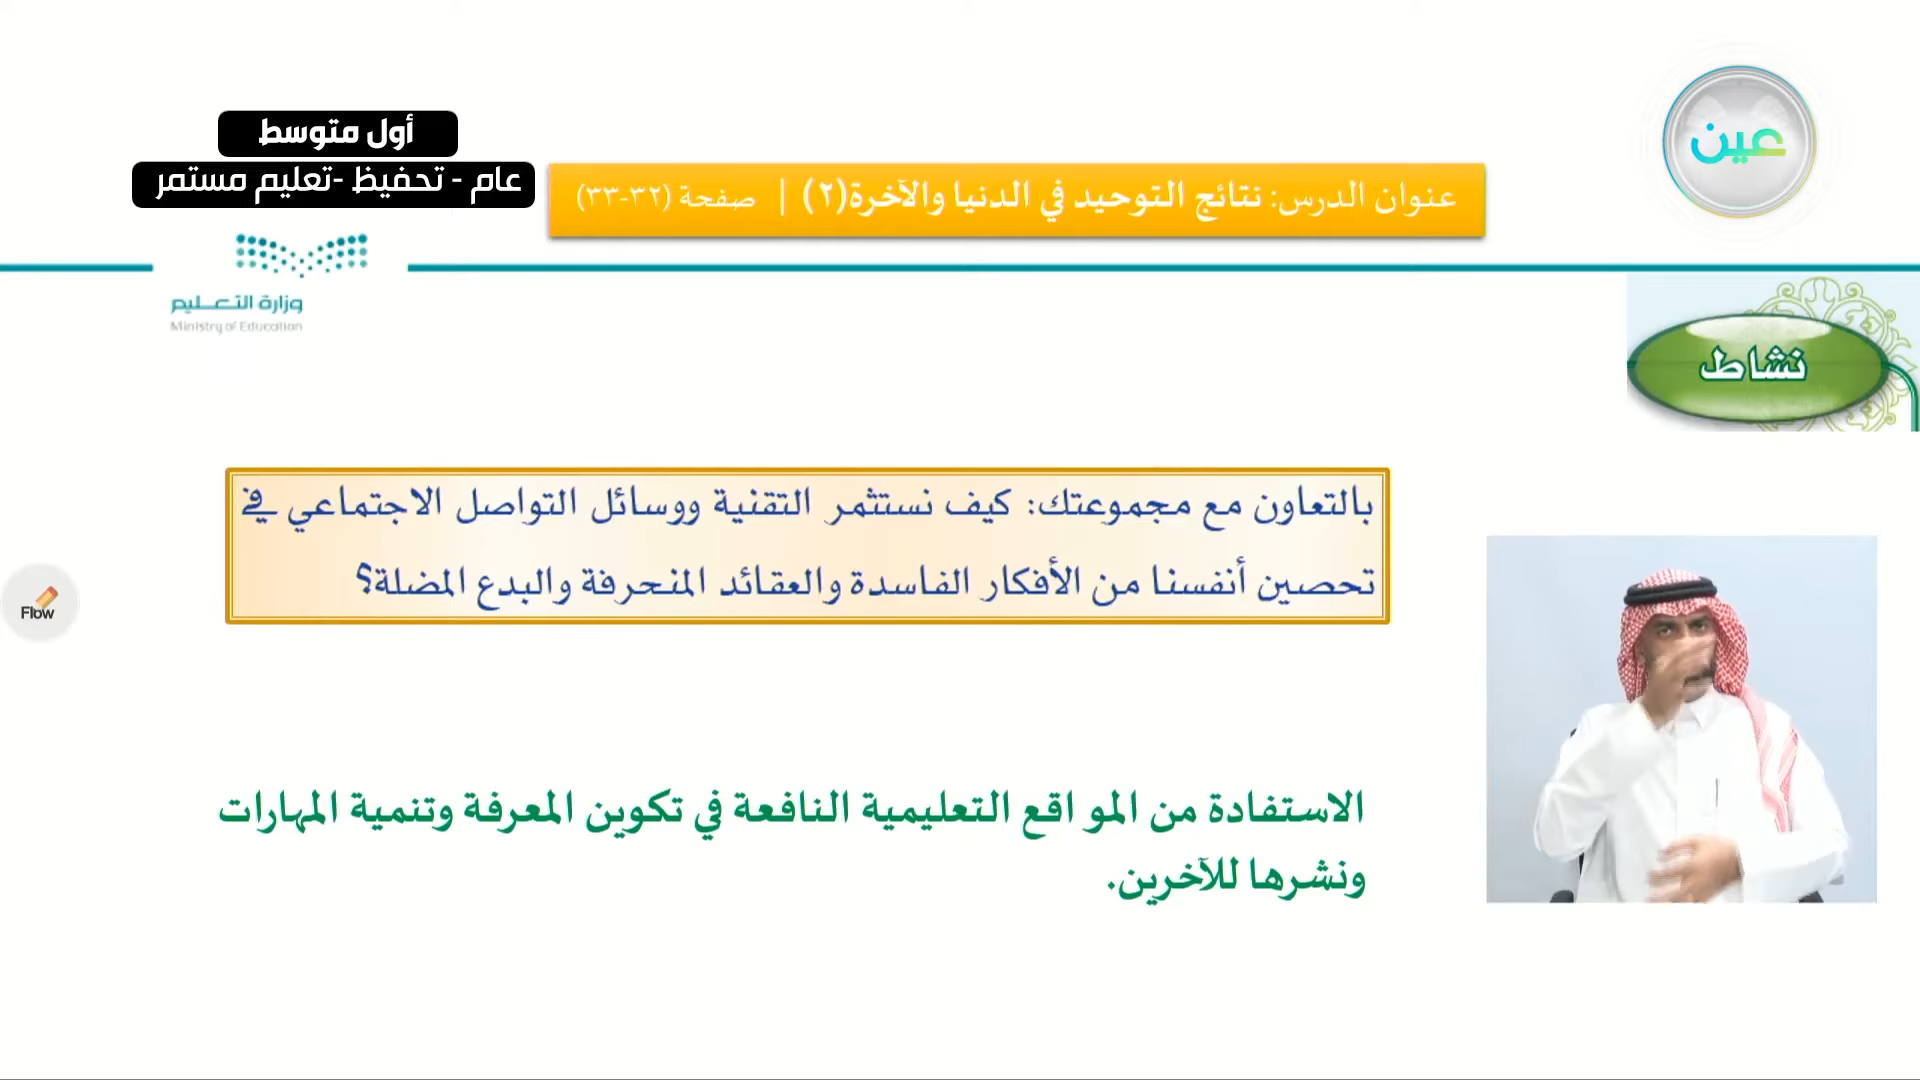 أول متوسط
عام - تحفيظ -تعليم مستمر
عين
عنوان الدرس: نتائج التوحيد في الدنيا والآخرة(٢) | صفحة (٣٢-٣٣)
وزارة التعليم
Ministry of Education
نشاط
بالتعاون مع مجموعتك: كيف نستثمر التقنية ووسائل التواصل الاجتماعي في
تحصين أنفسنا من الأفكار الفاسدة والعقائد المنحرفة والبدع المضلة؟
Flow
الاستفادة من المواقع التعليمية النافعة في تكوين المعرفة وتنمية المهارات
ونشرها للآخرين.